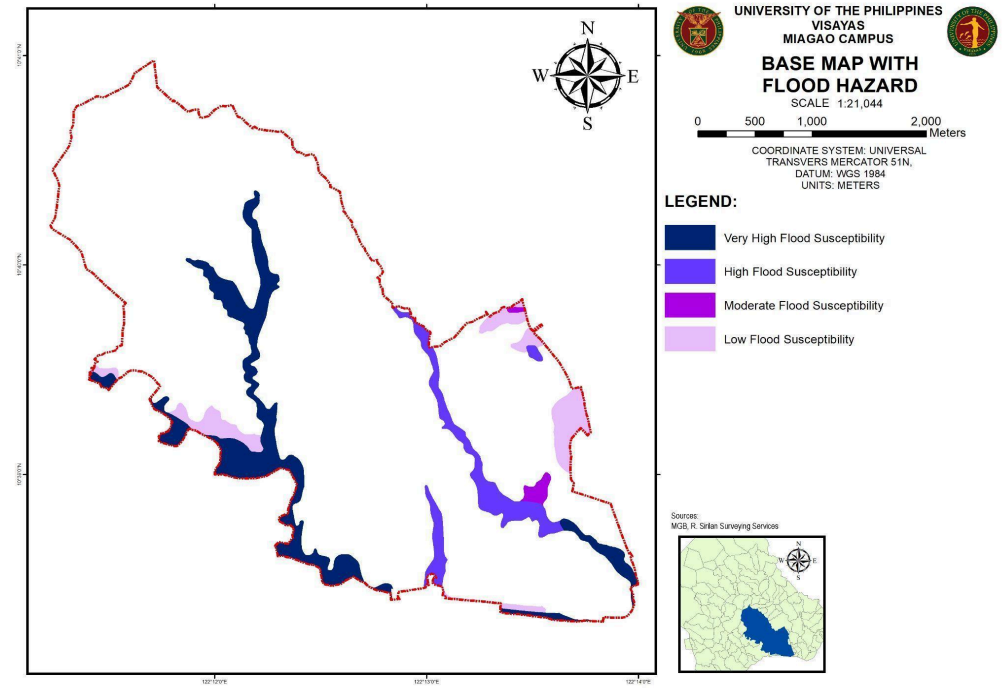 UNIVERSITY OF THE PHILIPPINES
VISAYAS
MIAGAO CAMPUS
BASE MAP WITH
FLOOD HAZARD
SCALE 1:21,044
0 500 1,000 2,000
Meters
COORDINATE SYSTEM: UNIVERSAL
TRANSVERS MERCATOR 51N,
DATUM: WGS 1984
UNITS: METERS
LEGEND:
Very High Flood Susceptibility
High Flood Susceptibility
Moderate Flood Susceptibility
Low Flood Susceptibility
N
W E
S
Sources:
MGB, R. Sirilan Surveying Services
N
W E
S
122°12'0"E 122°13'0"E 122°14'0"E